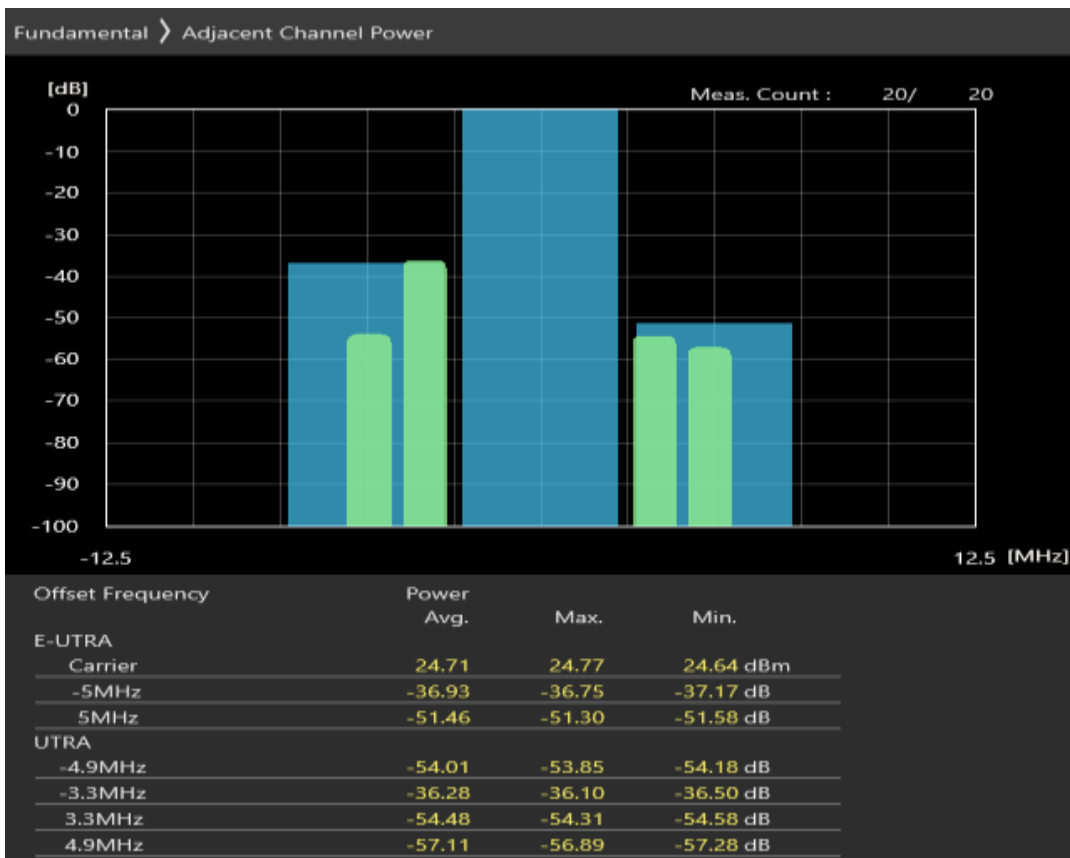 Fundamental 〉 Adjacent Channel Power
[dB]
Meas. Count : 20/ 20
0
-10
-20
-30
-40
-50
-60
-70
-80
-90
-100
-12.5 12.5 [MHz]
Offset Frequency Power
Avg. Max. Min.
E-UTRA
Carrier 24.71 24.77 24.64 dBm
-5MHz -36.93 -36.75 -37.17 dB
5MHz -51.46 -51.30 -51.58 dB
UTRA
-4.9MHz -54.01 -53.85 -54.18 dB
-3.3MHz -36.28 -36.10 -36.50 dB
3.3MHz -54.48 -54.31 -54.58 dB
4.9MHz -57.11 -56.89 -57.28 dB